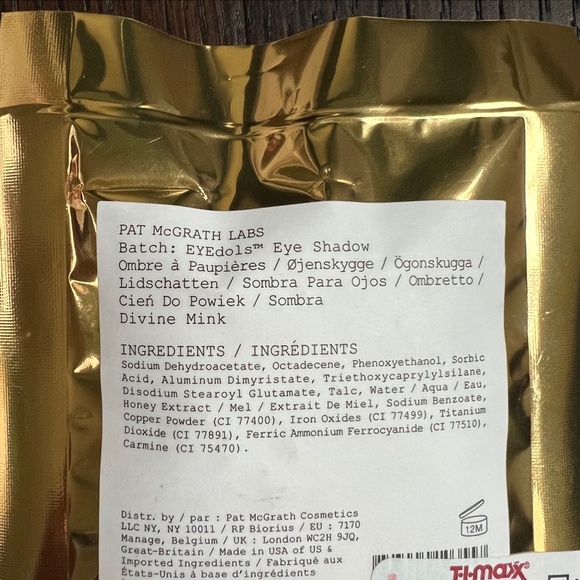 PAT McGRATH LABS
Batch: EYEdols™ Eye Shadow
Ombre à Paupières / Øjenskygge / Ögonskugga /
Lidschatten / Sombra Para Ojos / Ombretto /
Cień Do Powiek / Sombra
Divine Mink
INGREDIENTS / INGRÉDIENTS
Sodium Dehydroacetate, Octadecene, Phenoxyethanol, Sorbic
Acid, Aluminum Dimyristate, Triethoxycaprylylsilane,
Disodium Stearoyl Glutamate, Talc, Water / Aqua / Eau,
Honey Extract / Mel / Extrait De Miel, Sodium Benzoate,
Copper Powder (CI 77400), Iron Oxides (CI 77499), Titanium
Dioxide (CI 77891), Ferric Ammonium Ferrocyanide (CI 77510),
Carmine (CI 75470).
Distr. by / par : Pat McGrath Cosmetics
LLC NY, NY 10011 / RP Biorius / EU : 7170
Manage, Belgium / UK : London WC2H 9JQ,
Great-Britain / Made in USA of US &
Imported Ingredients / Fabriqué aux
États-Unis à base d'ingrédients
12M
T·J·maxx®